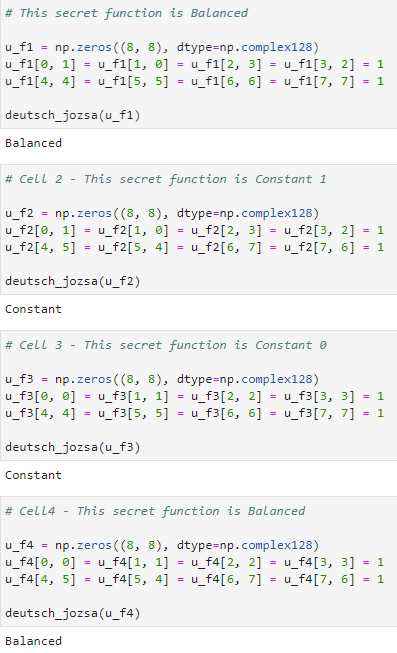 # This secret function is Balanced
u_f1 = np.zeros((8, 8), dtype=np.complex128)
u_f1[0, 1] = u_f1[1, 0] = u_f1[2, 3] = u_f1[3, 2] = 1
u_f1[4, 4] = u_f1[5, 5] = u_f1[6, 6] = u_f1[7, 7] = 1
deutsch_jozsa(u_f1)
Balanced
# Cell 2 - This secret function is Constant 1
u_f2 = np.zeros((8, 8), dtype=np.complex128)
u_f2[0, 1] = u_f2[1, 0] = u_f2[2, 3] = u_f2[3, 2] = 1
u_f2[4, 5] = u_f2[5, 4] = u_f2[6, 7] = u_f2[7, 6] = 1
deutsch_jozsa(u_f2)
Constant
# Cell 3 - This secret function is Constant 0
u_f3 = np.zeros((8, 8), dtype=np.complex128)
u_f3[0, 0] = u_f3[1, 1] = u_f3[2, 2] = u_f3[3, 3] = 1
u_f3[4, 4] = u_f3[5, 5] = u_f3[6, 6] = u_f3[7, 7] = 1
deutsch_jozsa(u_f3)
Constant
# Cell4 - This secret function is Balanced
u_f4 = np.zeros((8, 8), dtype=np.complex128)
u_f4[0, 0] = u_f4[1, 1] = u_f4[2, 2] = u_f4[3, 3] = 1
u_f4[4, 5] = u_f4[5, 4] = u_f4[6, 7] = u_f4[7, 6] = 1
deutsch_jozsa(u_f4)
Balanced